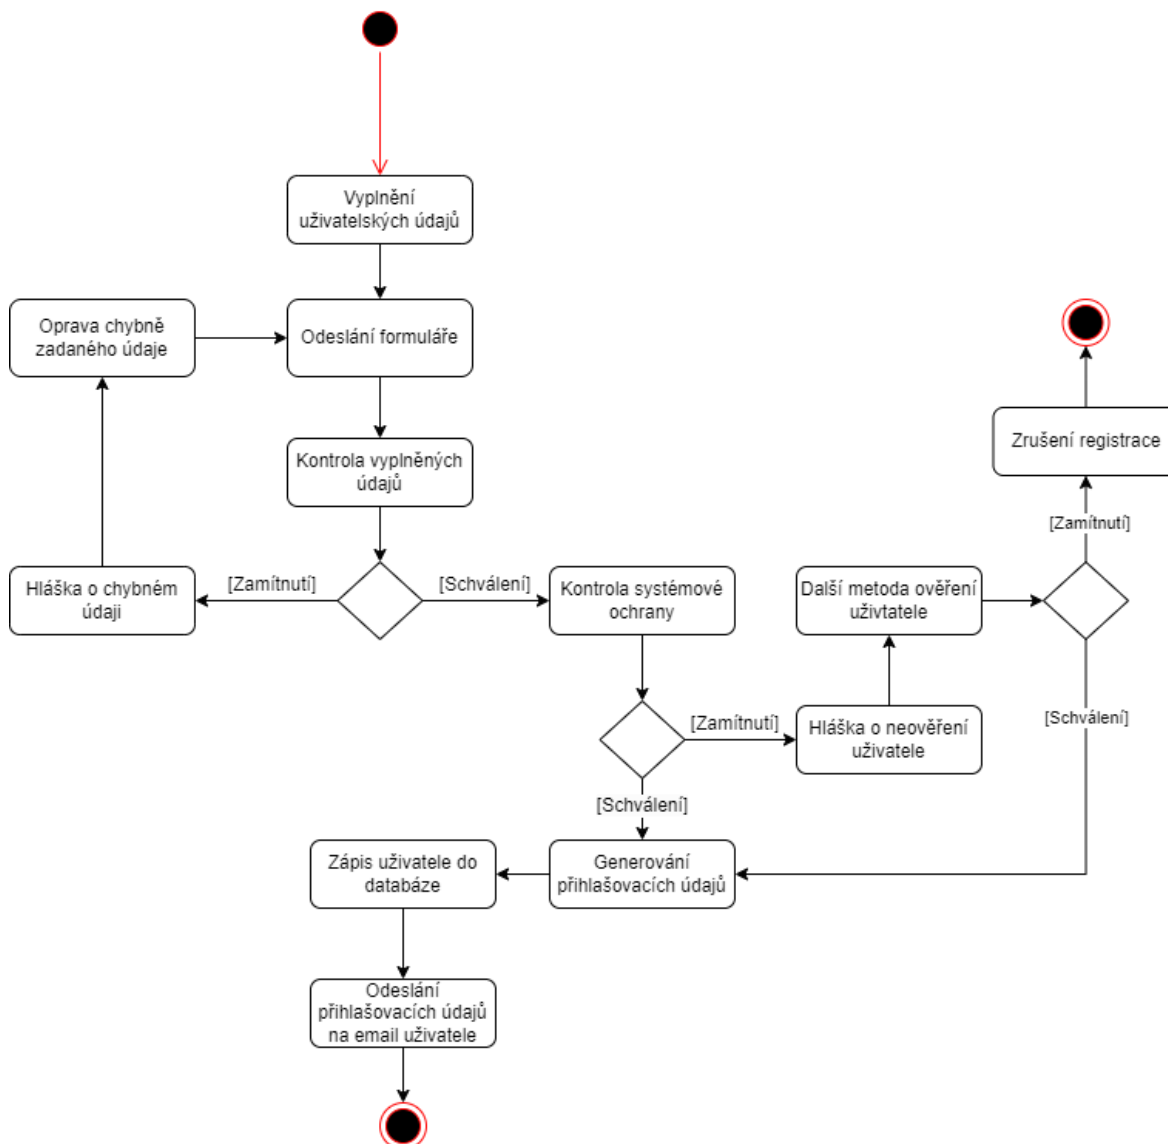 Vyplnění
uživatelských údajů
Oprava chybně
zadaného údaje
Odeslání formuláře
Zrušení registrace
Kontrola vyplněných
údajů
[Zamítnutí]
Hláška o chybném
údaji
[Zamítnutí]
[Schválení]
Kontrola systémové
ochrany
Další metoda ověření
uživtatele
[Zamítnutí]
Hláška o neověření
uživatele
[Schválení]
[Schválení]
Zápis uživatele do
databáze
Generování
přihlašovacích údajů
Odeslání
přihlašovacích údajů
na email uživatele